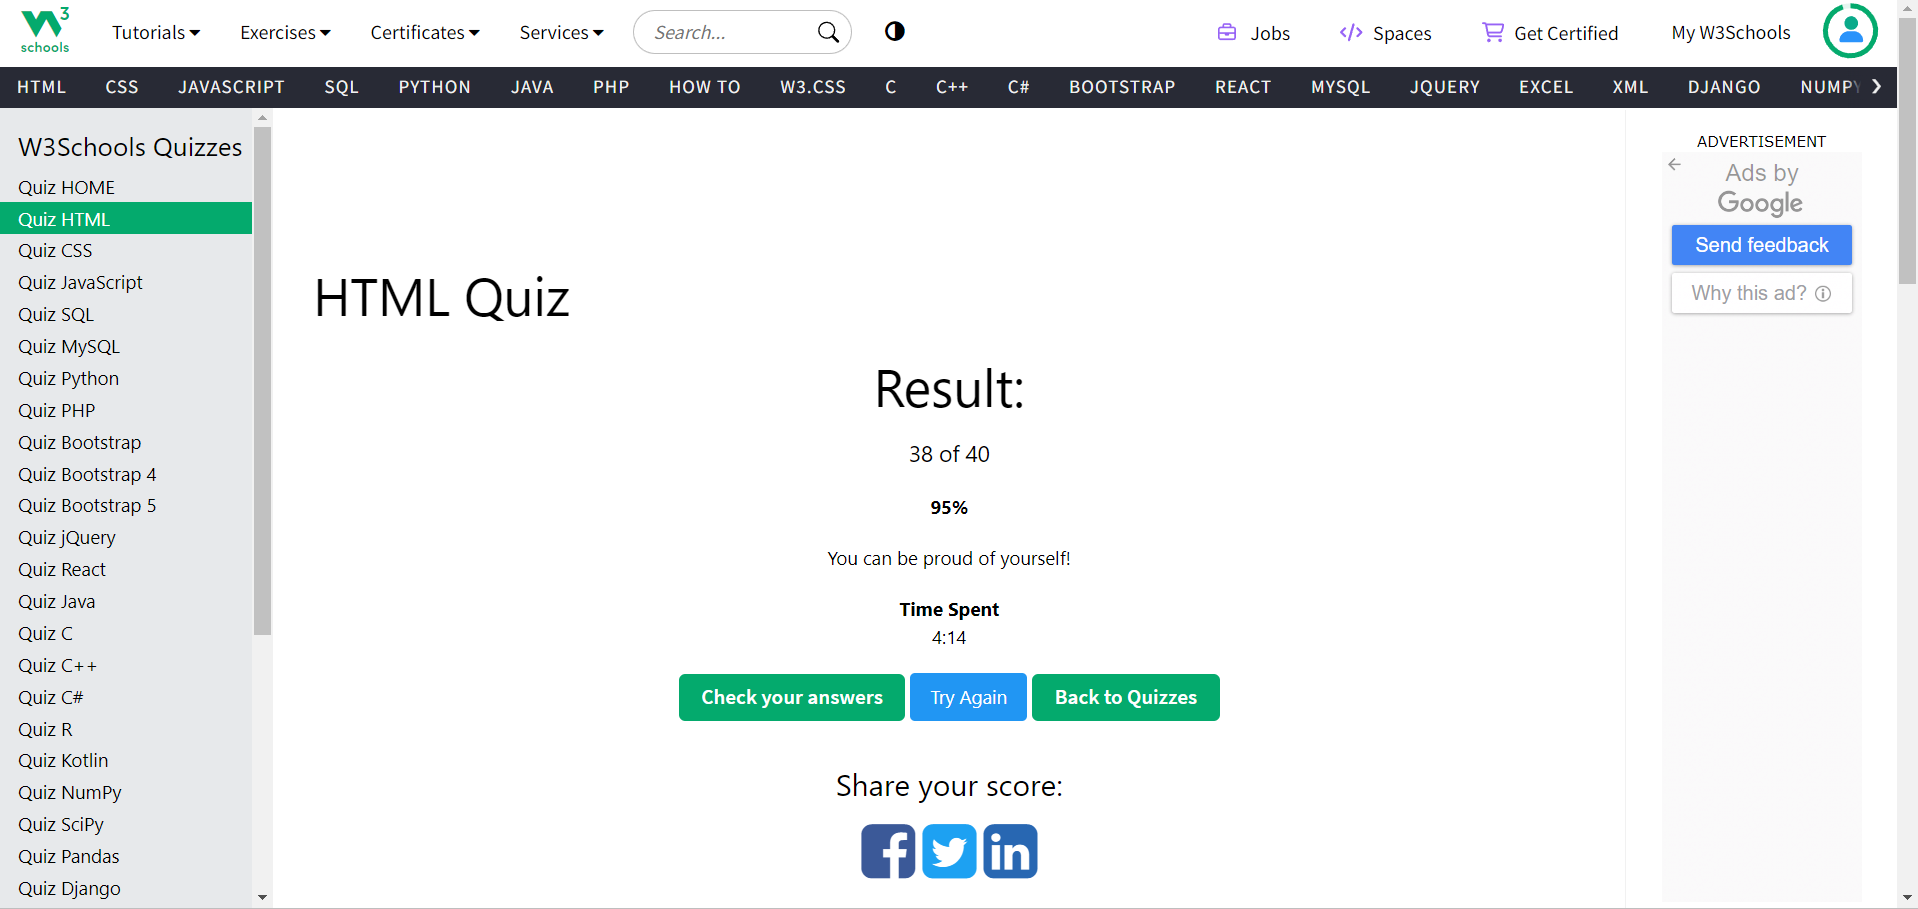 3
schools
Tutorials Exercises Certificates Services Search... Jobs Spaces Get Certified My W3Schools
HTML CSS JAVASCRIPT SQL PYTHON JAVA PHP HOW TO W3.CSS C C++ C# BOOTSTRAP REACT MYSQL JQUERY EXCEL XML DJANGO NUMPY
W3Schools Quizzes
Quiz HOME
Quiz HTML
Quiz CSS
Quiz JavaScript
Quiz SQL
Quiz MySQL
Quiz Python
Quiz PHP
Quiz Bootstrap
Quiz Bootstrap 4
Quiz Bootstrap 5
Quiz jQuery
Quiz React
Quiz Java
Quiz C
Quiz C++
Quiz C#
Quiz R
Quiz Kotlin
Quiz NumPy
Quiz SciPy
Quiz Pandas
Quiz Django
HTML Quiz
Result:
38 of 40
95%
You can be proud of yourself!
Time Spent
4:14
Check your answers Try Again Back to Quizzes
Share your score:
ADVERTISEMENT
Ads by
Google
Send feedback
Why this ad?